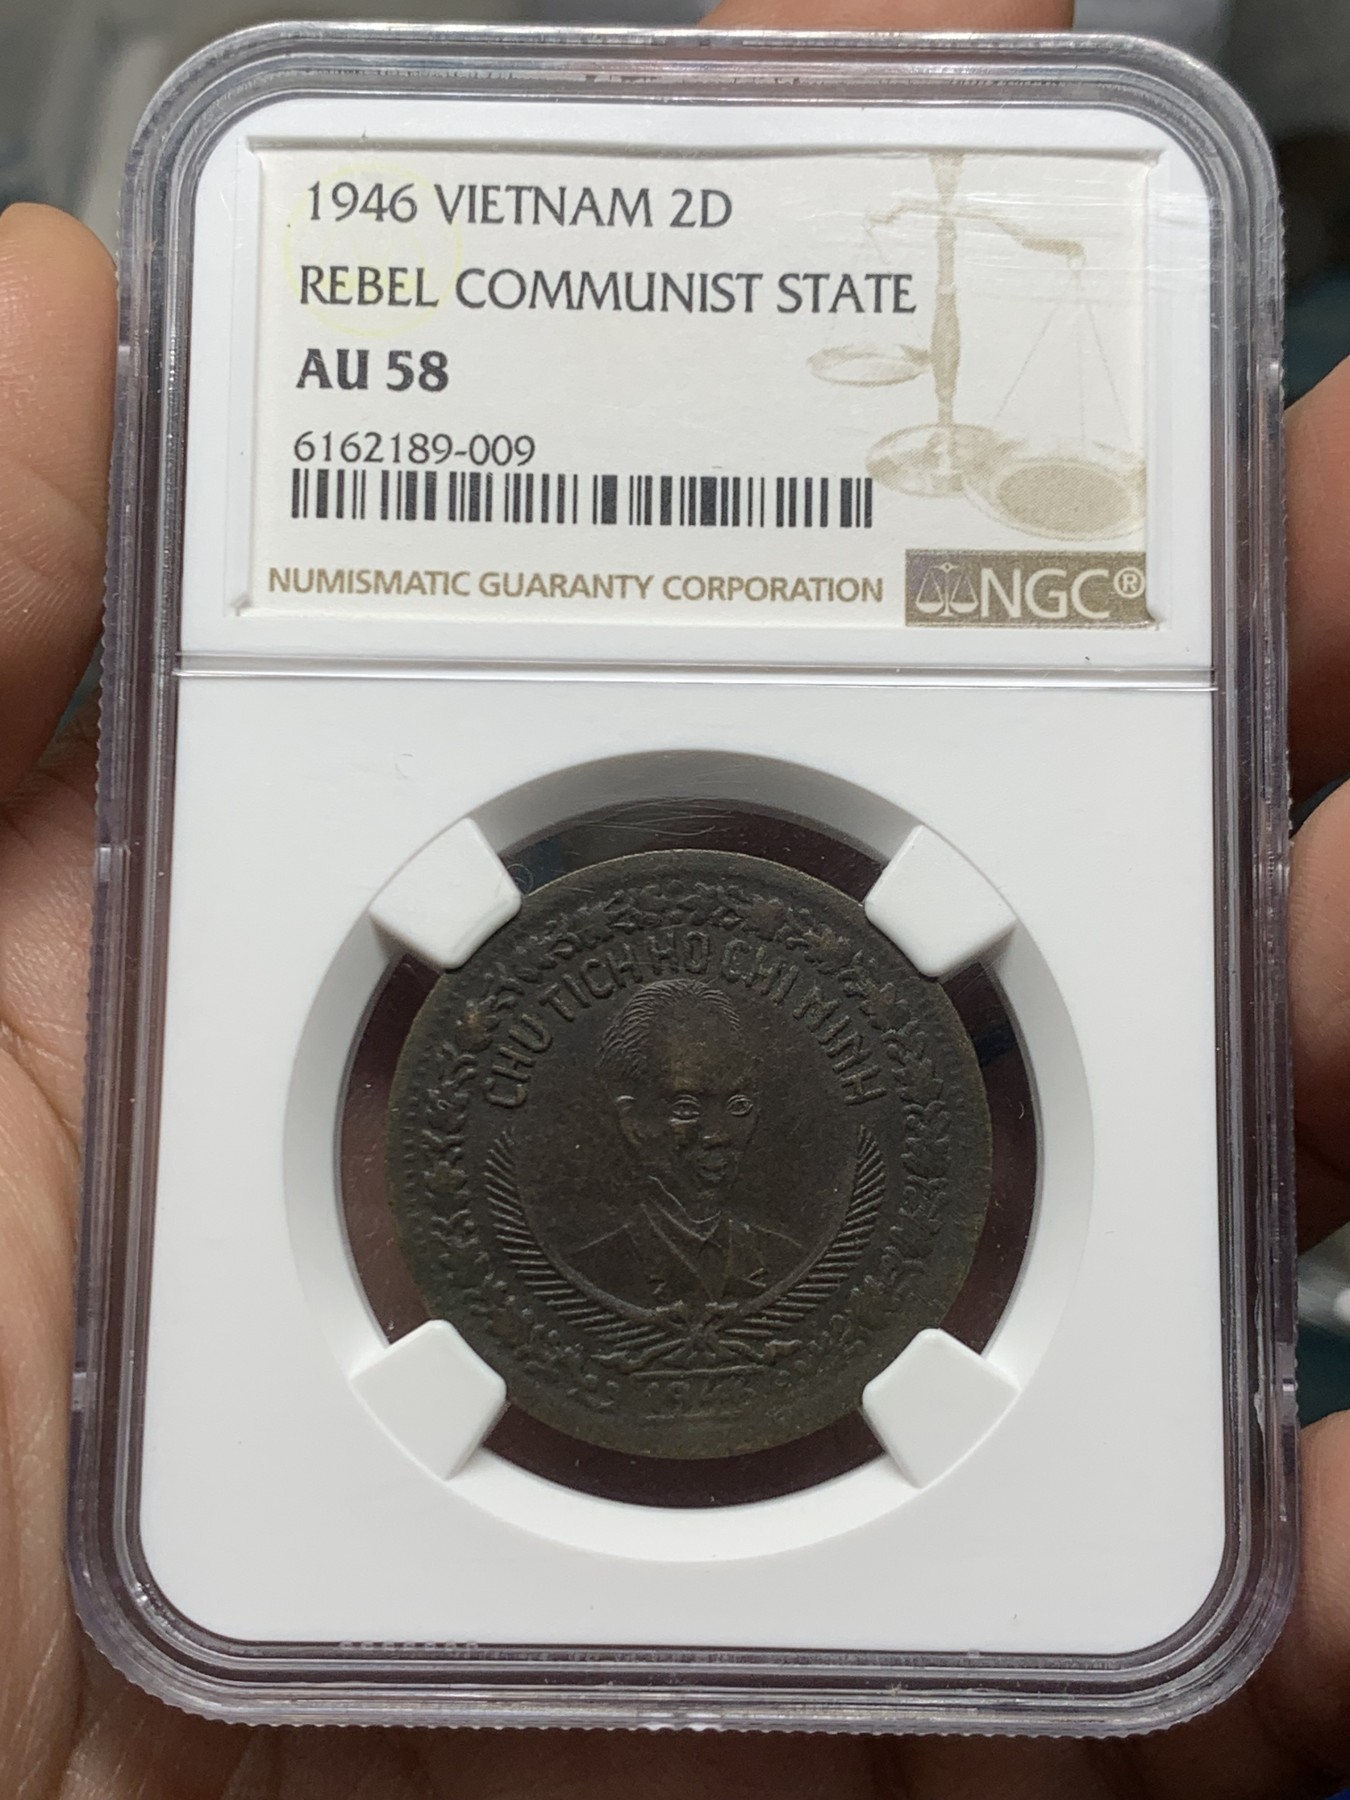 1946 VIETNAM 2D
REBEL COMMUNIST STATE
AU 58
6162189-009
NUMISMATIC GUARANTY CORPORATION NGC®
CHU TICH HO CHI MINH
1946